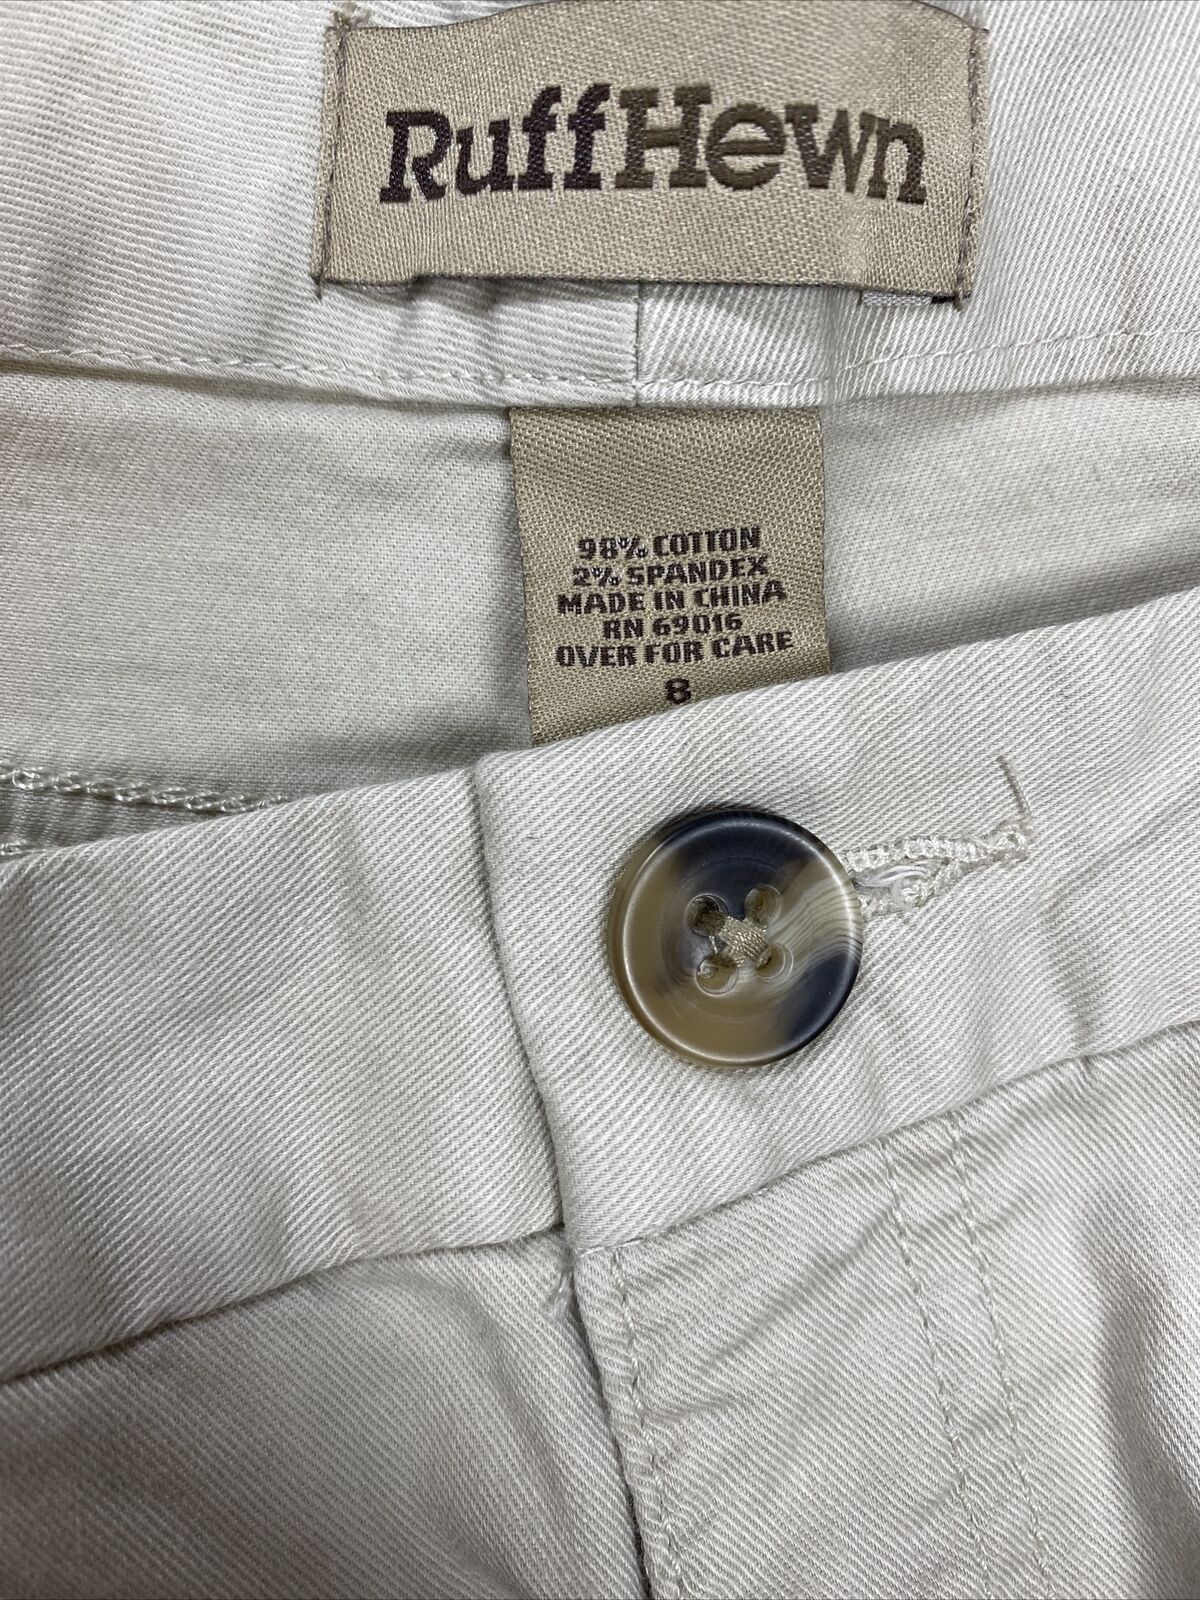 RuffHewn
98% COTTON
2% SPANDEX
MADE IN CHINA
RN 69016
OVER FOR CARE
8